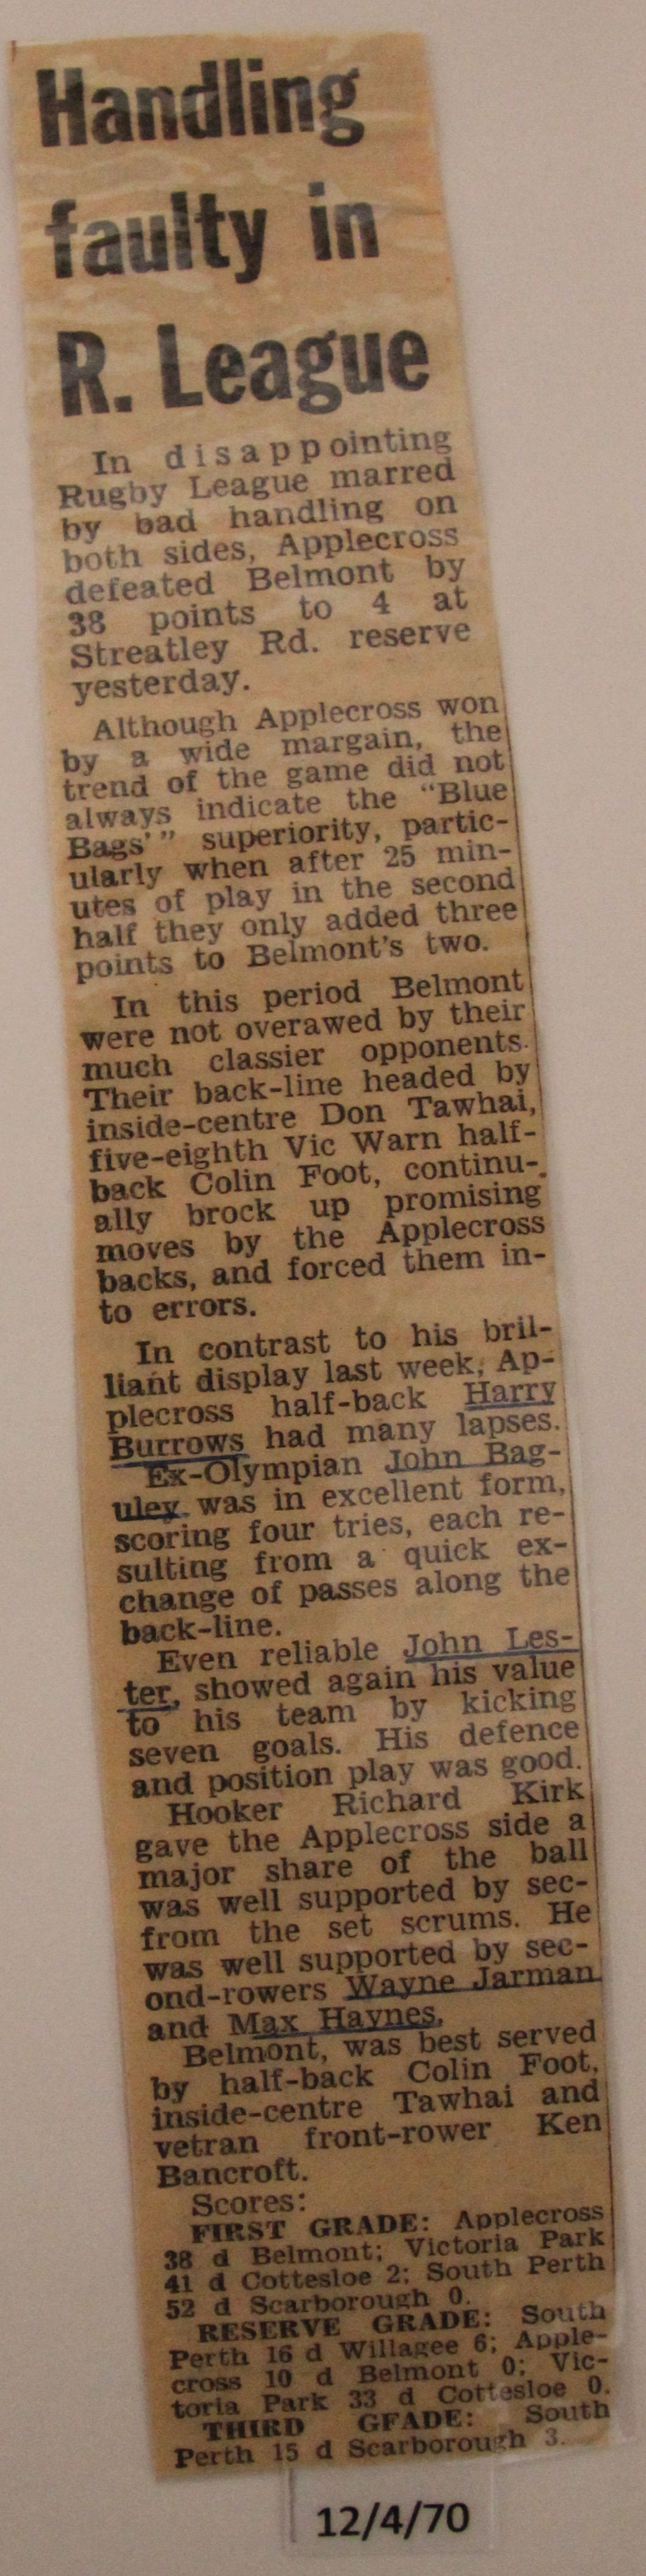 Handling
faulty in
R. League
In disappointing
Rugby League marred
by bad handling on
both sides, Applecross
defeated Belmont by
38 points to 4 at
Streatley Rd. reserve
yesterday.
Although Applecross won
by a wide margain, the
trend of the game did not
always indicate the "Blue
Bags'" superiority, partic-
ularly when after 25 min-
utes of play in the second
half they only added three
points to Belmont's two.
In this period Belmont
were not overawed by their
much classier opponents.
Their back-line headed by
inside-centre Don Tawhai,
five-eighth Vic Warn half-
back Colin Foot, continu-
ally brock up promising
moves by the Applecross
backs, and forced them in-
to errors.
In contrast to his bril-
liant display last week, Ap-
plecross half-back Harry
Burrows had many lapses.
Ex-Olympian John Bag-
uley was in excellent form,
scoring four tries, each re-
sulting from a quick ex-
change of passes along the
back-line.
Even reliable John Les-
ter, showed again his value
to his team by kicking
seven goals. His defence
and position play was good.
Hooker Richard Kirk
gave the Applecross side a
major share of the ball
was well supported by sec-
from the set scrums. He
was well supported by sec-
ond-rowers Wayne Jarman
and Max Haynes.
Belmont, was best served
by half-back Colin Foot,
inside-centre Tawhai and
vetran front-rower Ken
Bancroft.
Scores:
FIRST GRADE: Applecross
38 d Belmont; Victoria Park
41 d Cottesloe 2; South Perth
52 d Scarborough 0.
RESERVE GRADE: South
Perth 16 d Willagee 6; Apple-
cross 10 d Belmont 0; Vic-
toria Park 33 d Cottesloe 0.
THIRD GFADE: South
Perth 15 d Scarborough 3.
12/4/70